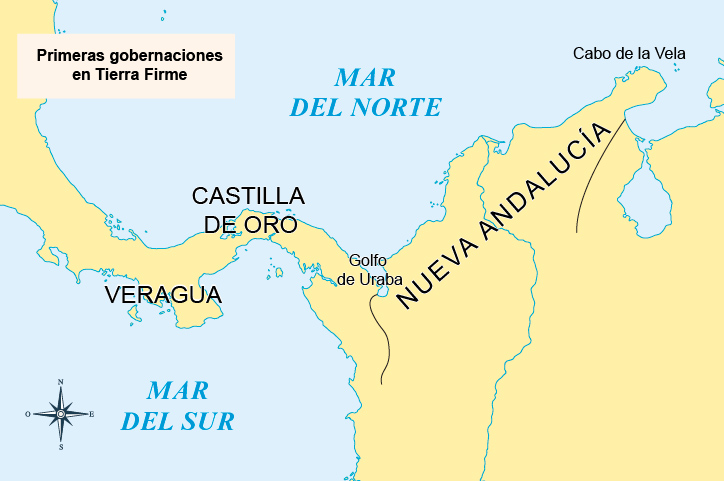 Primeras gobernaciones
en Tierra Firme
Cabo de la Vela
MAR
DEL NORTE
NUEVA ANDALUCÍA
CASTILLA
DE ORO
Golfo
de Uraba
VERAGUA
MAR
DEL SUR
N
O
E
S